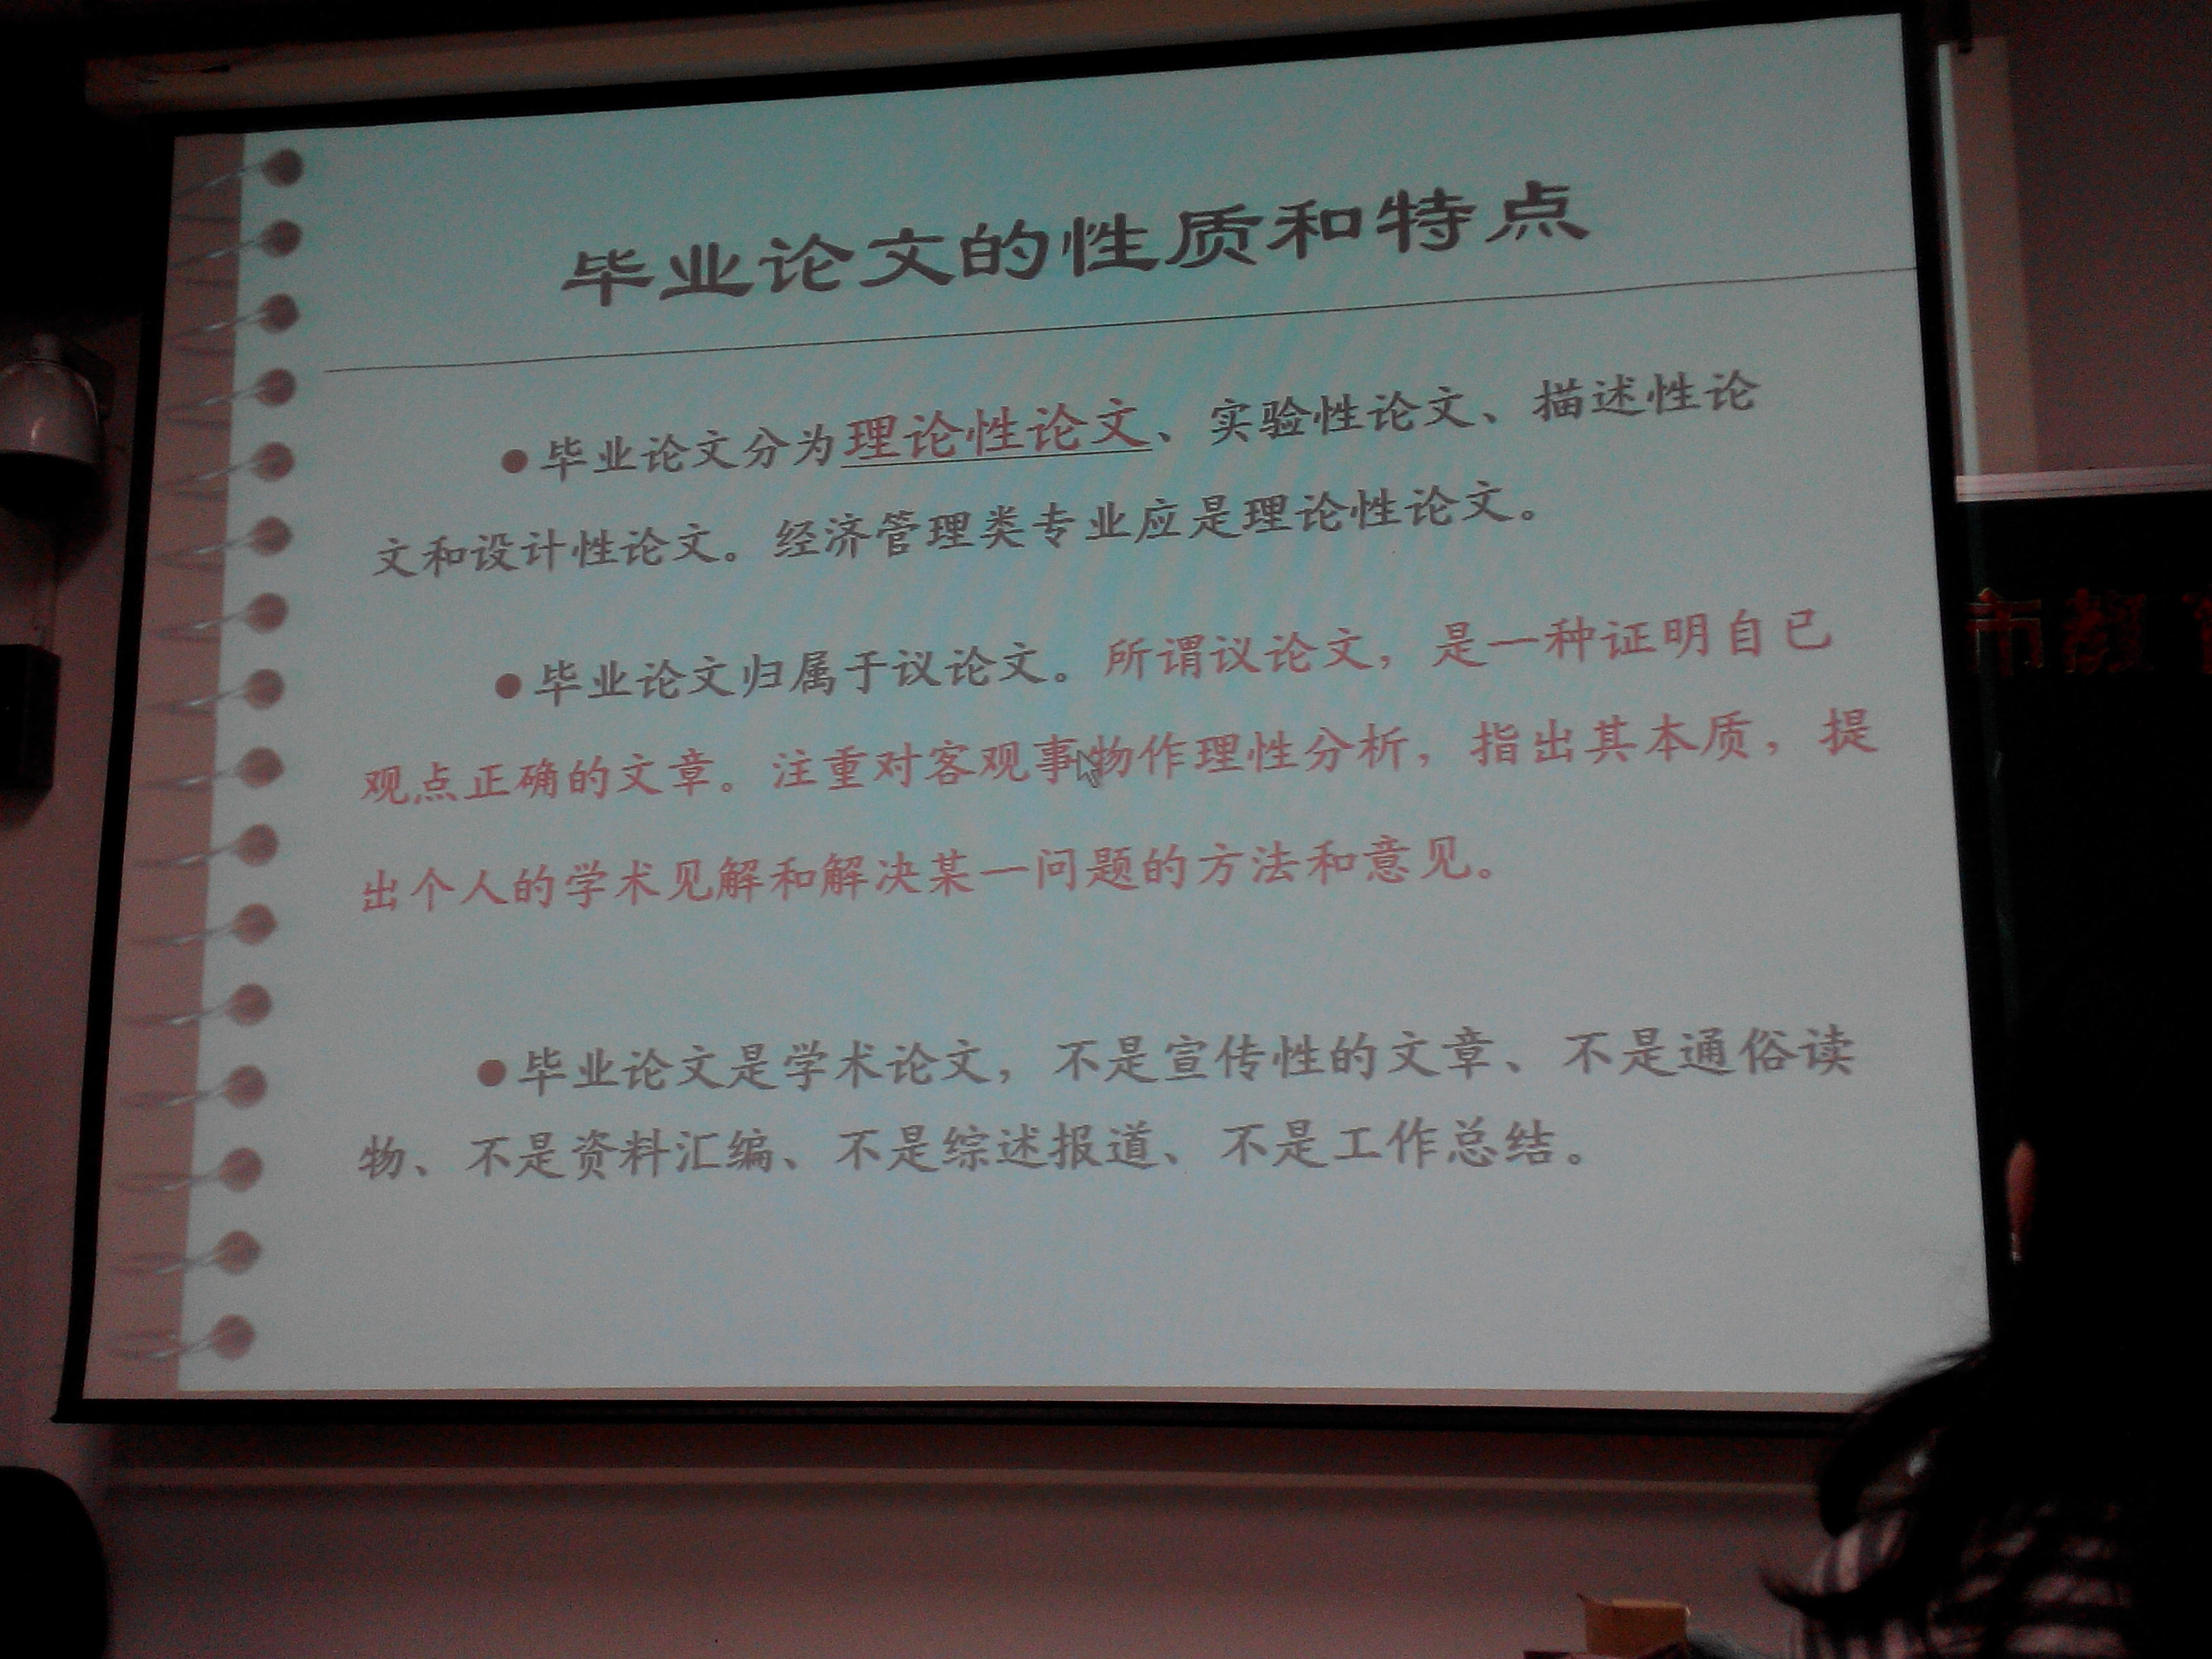 毕业论文的性质和特点
●毕业论文分为理论性论文、实验性论文、描述性论
文和设计性论文。经济管理类专业应是理论性论文。
●毕业论文归属于议论文。所谓议论文，是一种证明自已
观点正确的文章。注重对客观事物作理性分析，指出其本质，提
出个人的学术见解和解决某一问题的方法和意见。
●毕业论文是学术论文，不是宣传性的文章、不是通俗读
物、不是资料汇编、不是综述报道、不是工作总结。
市教